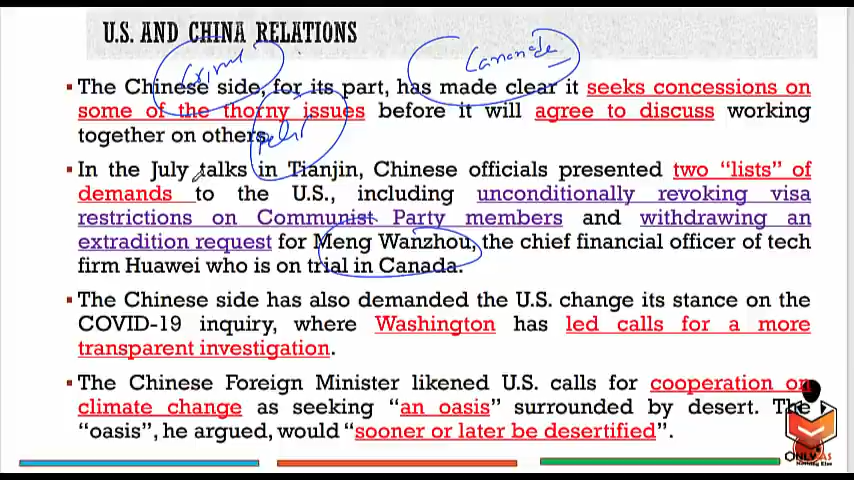 U.S. AND CHINA RELATIONS
▪ The Chinese side, for its part, has made clear it seeks concessions on
some of the thorny issues before it will agree to discuss working
together on others.
▪ In the July talks in Tianjin, Chinese officials presented two “lists” of
demands to the U.S., including unconditionally revoking visa
restrictions on Communist Party members and withdrawing an
extradition request for Meng Wanzhou, the chief financial officer of tech
firm Huawei who is on trial in Canada.
▪ The Chinese side has also demanded the U.S. change its stance on the
COVID-19 inquiry, where Washington has led calls for a more
transparent investigation.
▪ The Chinese Foreign Minister likened U.S. calls for cooperation on
climate change as seeking “an oasis” surrounded by desert. The
“oasis”, he argued, would “sooner or later be desertified”.
ONLY IAS
Nothing Else